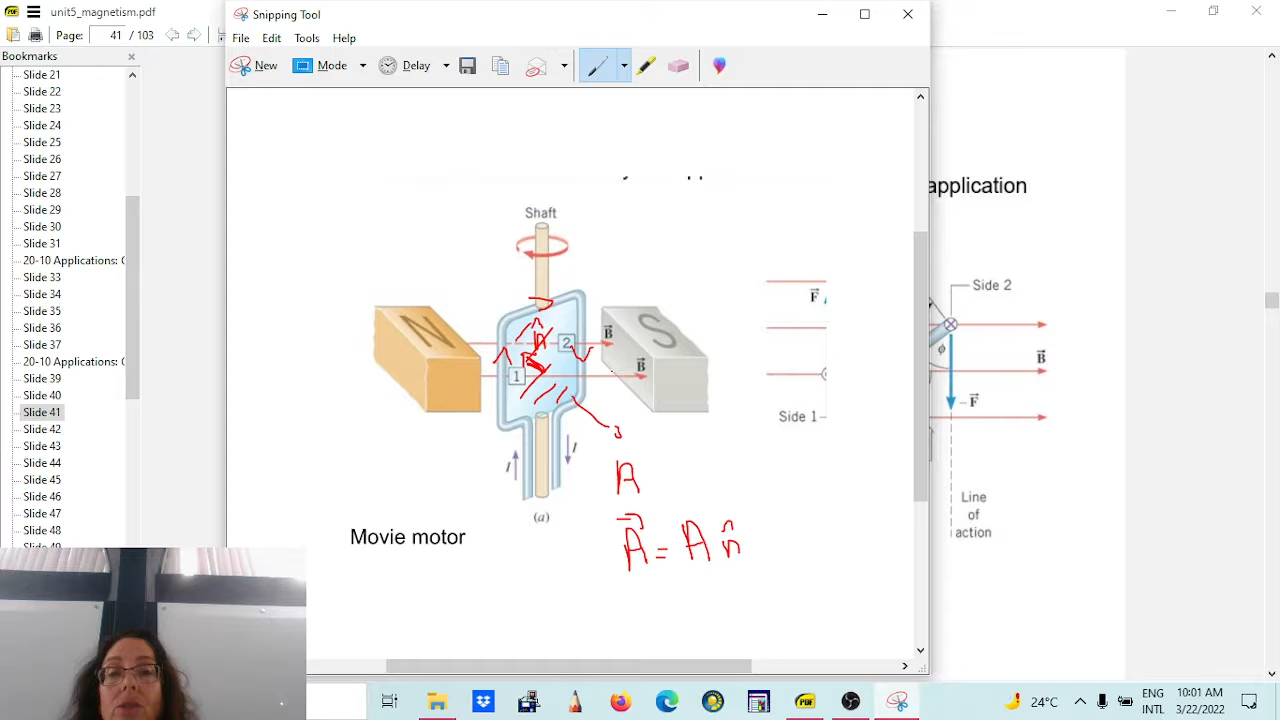 unit5_magnetism.pdf
Snipping Tool
Page: 41 / 103
File Edit Tools Help
Bookmarks
New Mode Delay
Slide 21
Slide 22
Slide 23
Slide 24
Slide 25
Slide 26
Slide 27
Slide 28
Slide 29
Slide 30
Slide 31
20-10 Applications:
Slide 33
Slide 34
Slide 35
Slide 36
Slide 37
20-10 Applications:
Slide 39
Slide 40
Slide 41
Slide 42
Slide 43
Slide 44
Slide 45
Slide 46
Slide 47
Slide 48
application
Shaft
N
S
n̂
2
B⃗
1
B⃗
I
I
A
A⃗ = A n̂
(a)
Movie motor
F⃗
Side 2
ϕ
B⃗
-F⃗
Side 1
Line
of
action
24°C
ENG
INTL
10:01 AM
3/22/2022